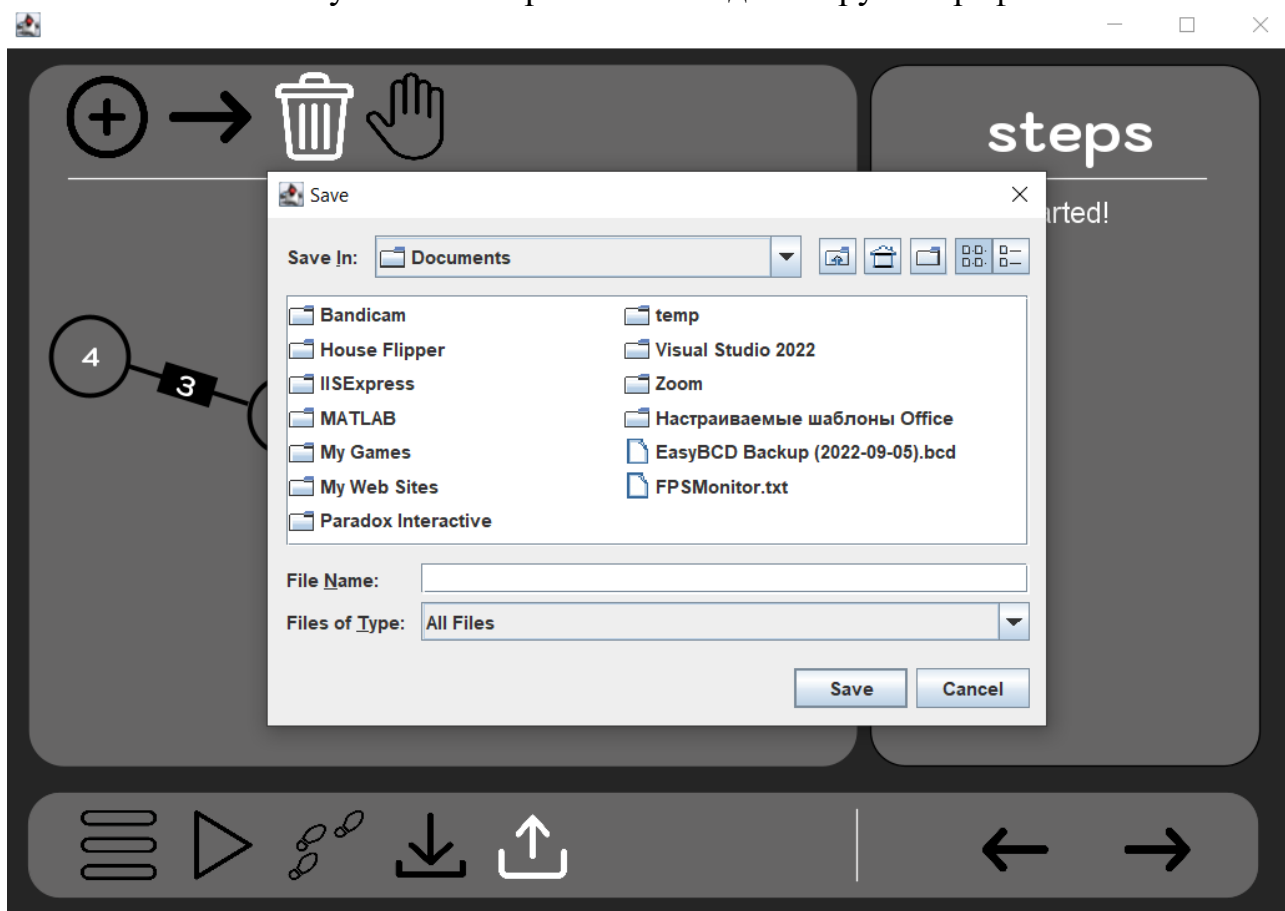 steps
Save
arted!
Save In: Documents
Bandicam
temp
House Flipper
Visual Studio 2022
IISExpress
Zoom
MATLAB
Настраиваемые шаблоны Office
My Games
EasyBCD Backup (2022-09-05).bcd
My Web Sites
FPSMonitor.txt
Paradox Interactive
4
3
File Name:
Files of Type: All Files
Save Cancel